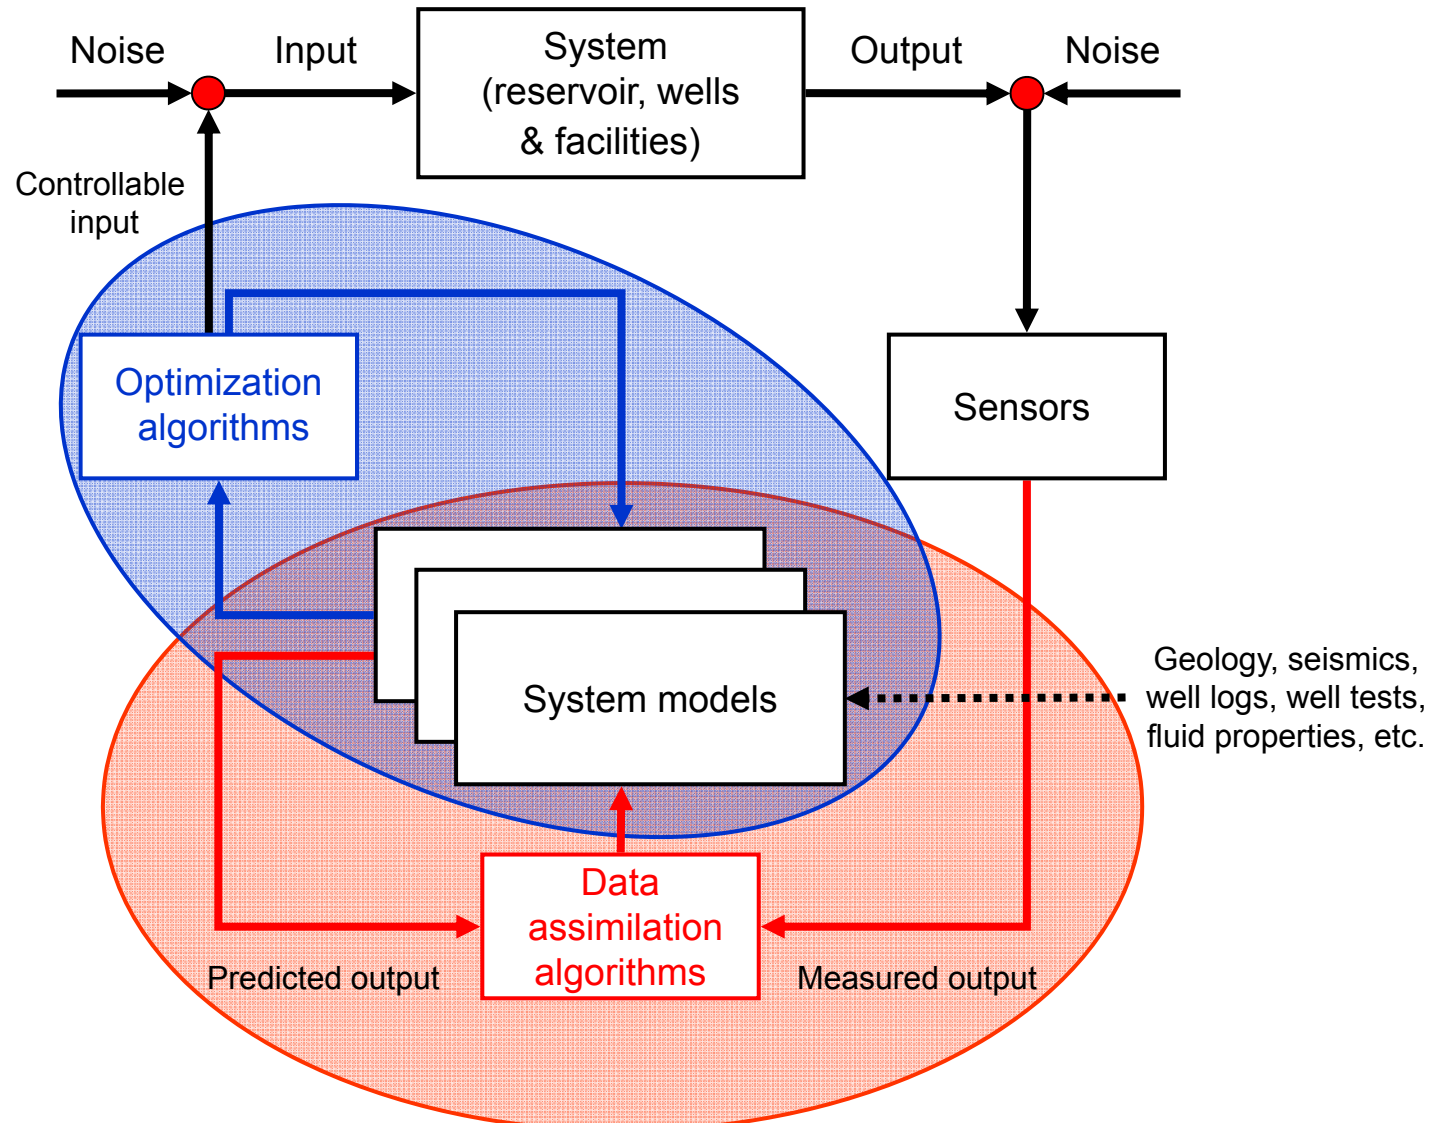 Noise
Input
System
(reservoir, wells
& facilities)
Output
Noise
Controllable
input
Optimization
algorithms
Sensors
System models
Geology, seismics,
well logs, well tests,
fluid properties, etc.
Data
assimilation
algorithms
Predicted output
Measured output